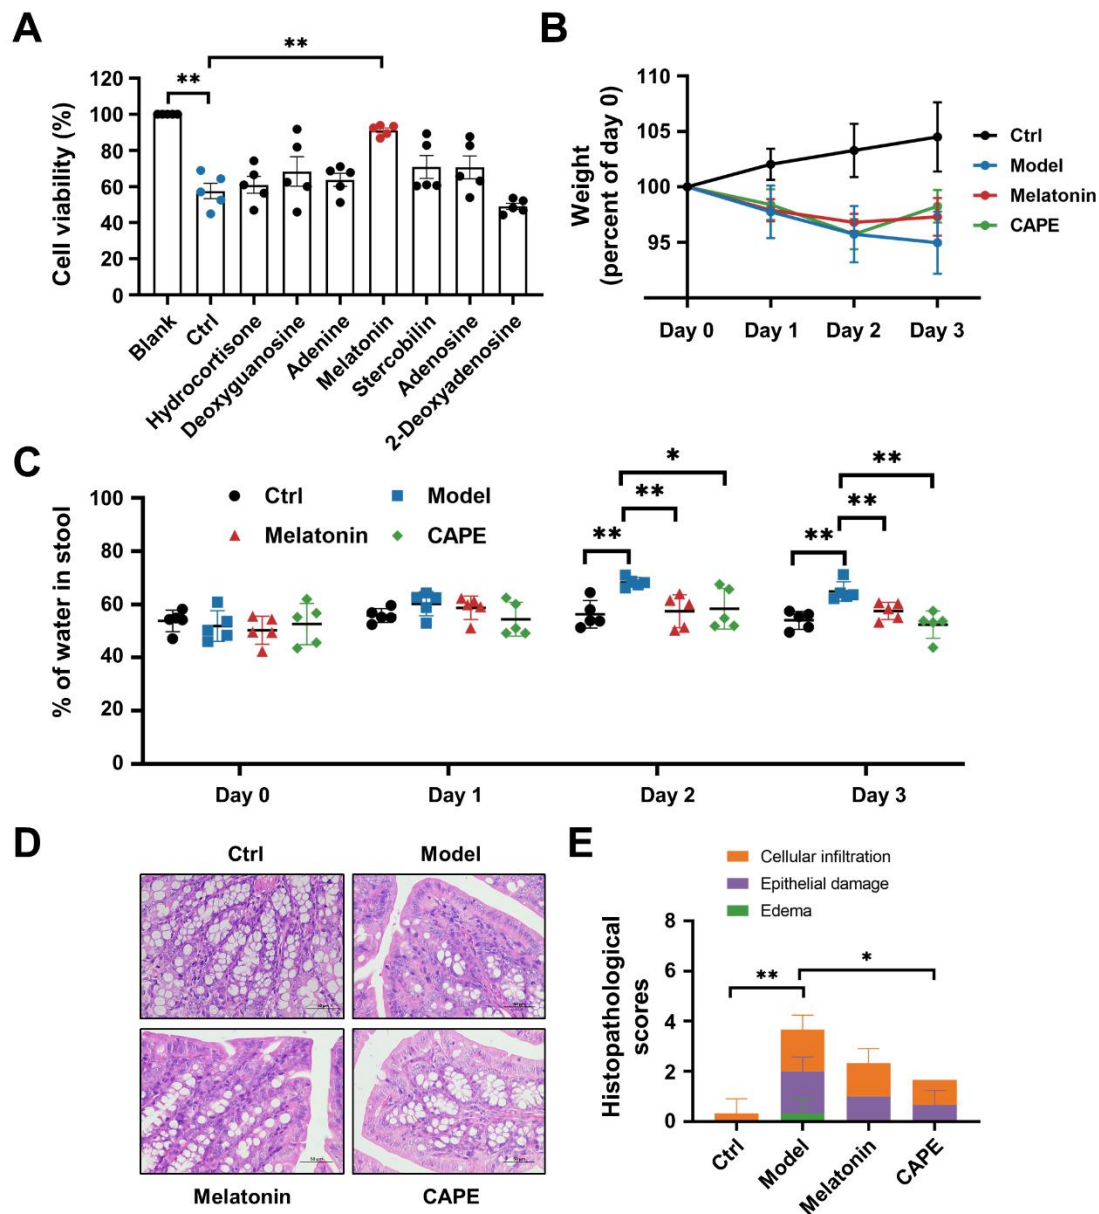 A
**
**
Cell viability (%)
120
100
80
60
40
20
0
Blank
Ctrl
Hydrocortisone
Deoxyguanosine
Adenine
Melatonin
Stercobilin
Adenosine
2-Deoxyadenosine
B
Weight
(percent of day 0)
110
105
100
95
Day 0
Day 1
Day 2
Day 3
Ctrl
Model
Melatonin
CAPE
C
% of water in stool
100
80
60
40
20
0
Ctrl
Model
Melatonin
CAPE
*
**
**
**
**
**
Day 0
Day 1
Day 2
Day 3
D
Ctrl
Model
Melatonin
CAPE
E
Cellular infiltration
Epithelial damage
Edema
Histopathological
scores
8
6
4
2
0
**
*
Ctrl
Model
Melatonin
CAPE